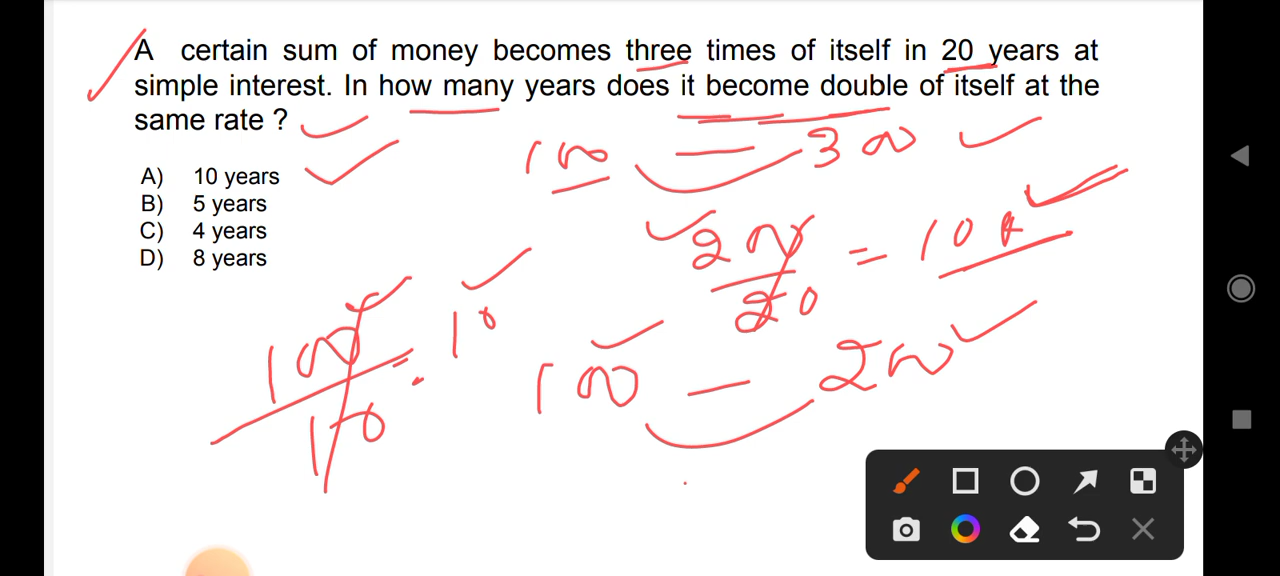 A certain sum of money becomes three times of itself in 20 years at
simple interest. In how many years does it become double of itself at the
same rate ?
A) 10 years
B) 5 years
C) 4 years
D) 8 years
100 — 300
200
20
= 10
100
10
= 10
100 — 200